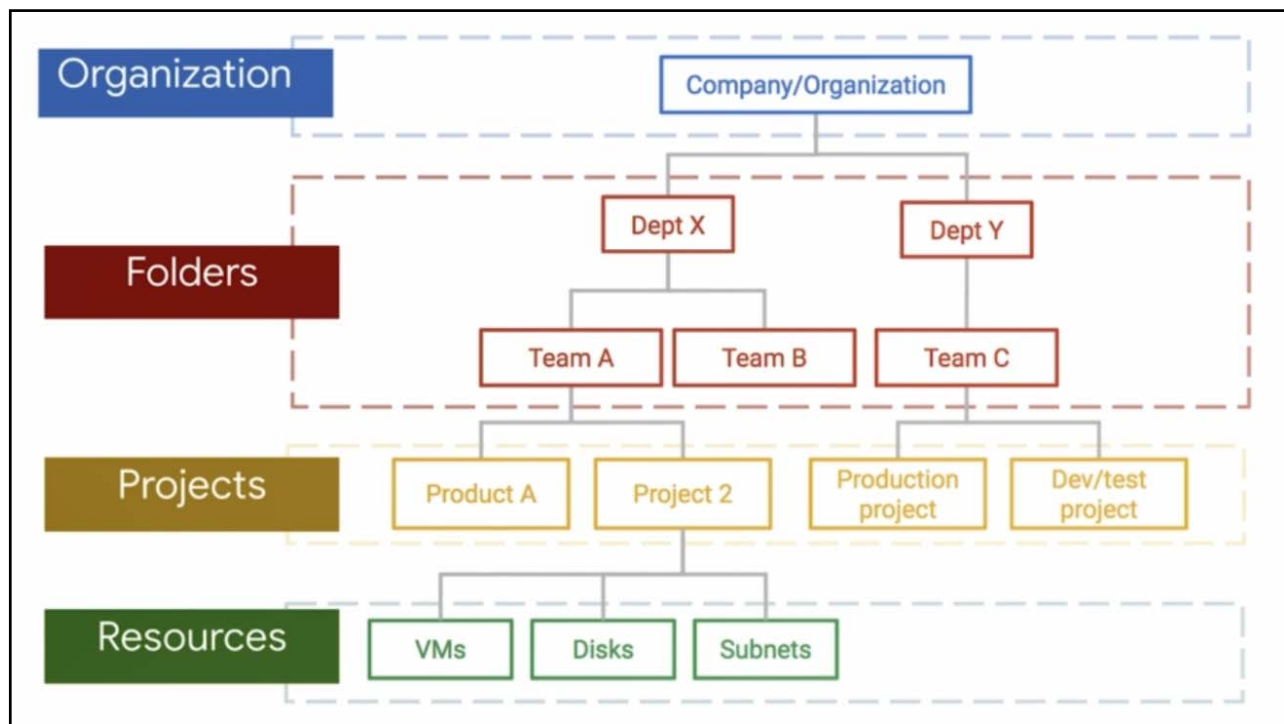 Organization
Company/Organization
Folders
Dept X
Dept Y
Team A
Team B
Team C
Projects
Product A
Project 2
Production
project
Dev/test
project
Resources
VMs
Disks
Subnets